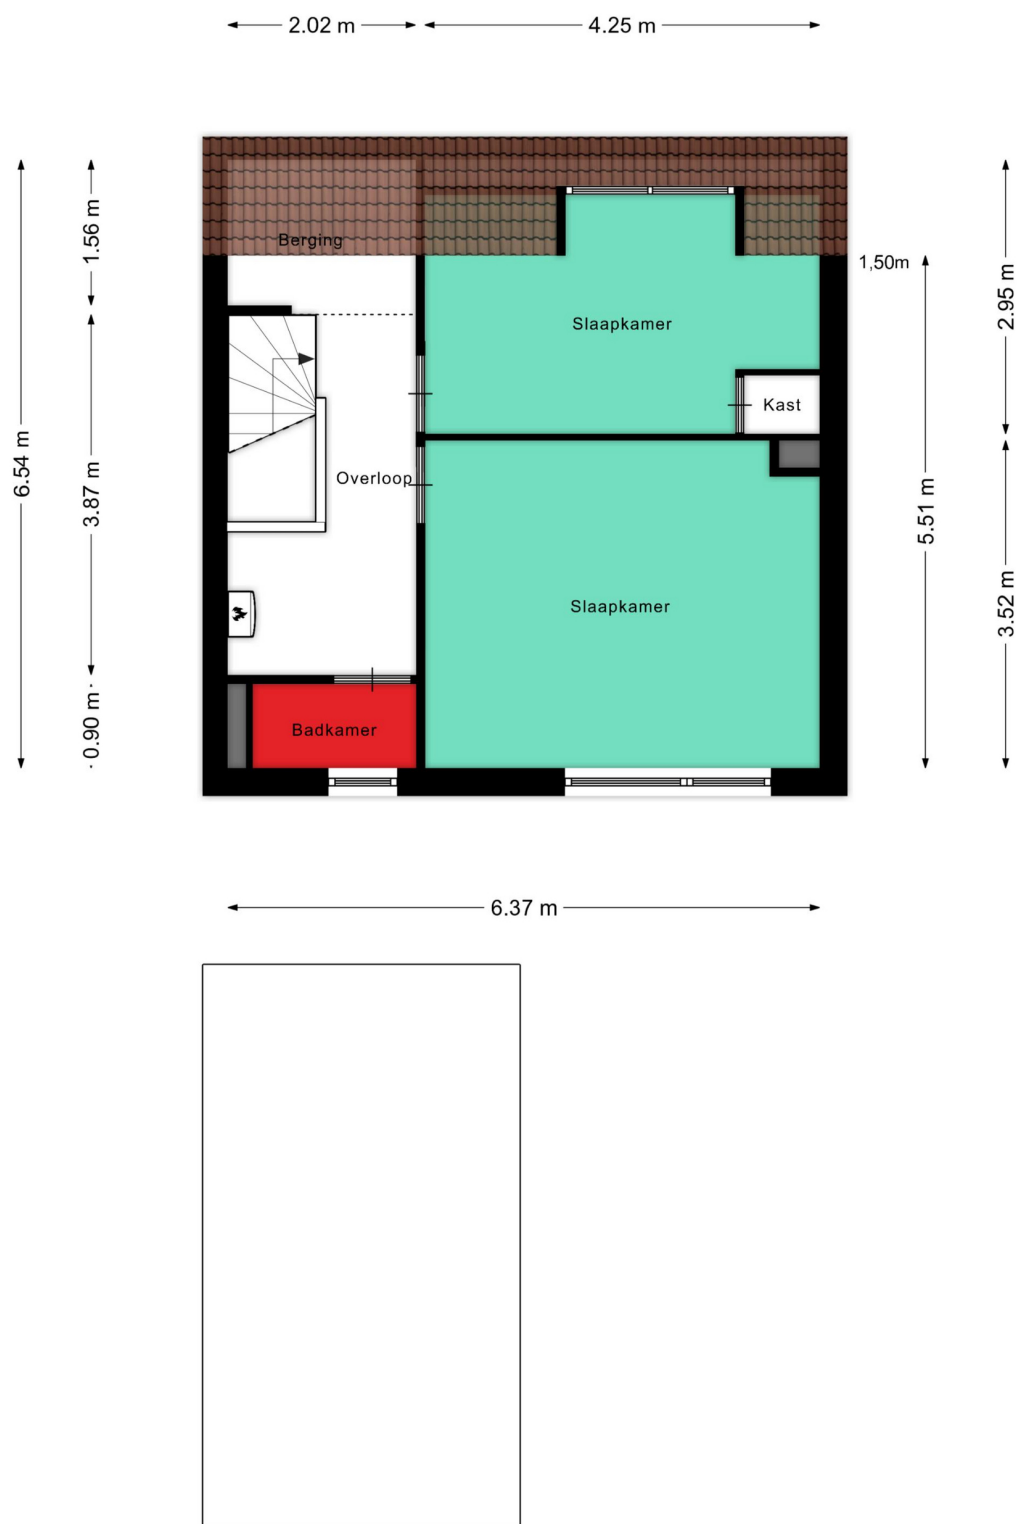 2.02 m
4.25 m
6.54 m
1.56 m
3.87 m
0.90 m
Berging
1,50m
Slaapkamer
2.95 m
Kast
Overloop
5.51 m
3.52 m
Slaapkamer
Badkamer
6.37 m